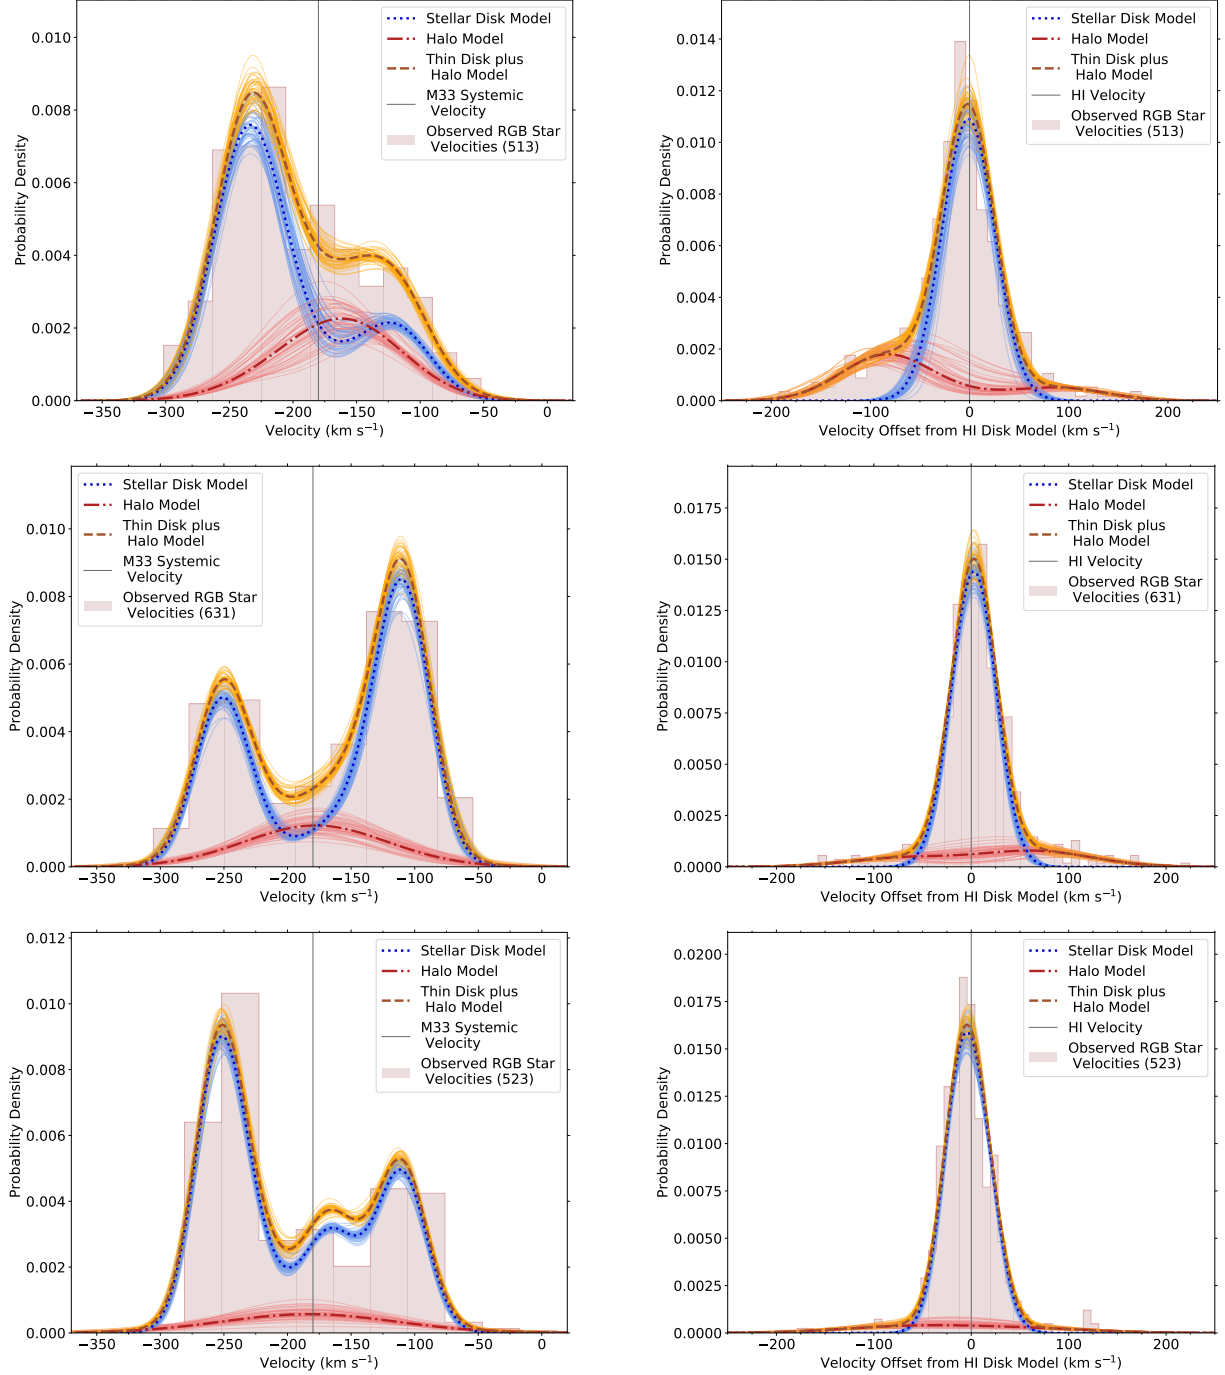 0.010
0.008
0.006
0.004
0.002
0.000
Probability Density
Stellar Disk Model
Halo Model
Thin Disk plus
Halo Model
M33 Systemic
Velocity
Observed RGB Star
Velocities (513)
−350 −300 −250 −200 −150 −100 −50 0
Velocity (km s⁻¹)
0.014
0.012
0.010
0.008
0.006
0.004
0.002
0.000
Probability Density
Stellar Disk Model
Halo Model
Thin Disk plus
Halo Model
HI Velocity
Observed RGB Star
Velocities (513)
−200 −100 0 100 200
Velocity Offset from HI Disk Model (km s⁻¹)
0.010
0.008
0.006
0.004
0.002
0.000
Probability Density
Stellar Disk Model
Halo Model
Thin Disk plus
Halo Model
M33 Systemic
Velocity
Observed RGB Star
Velocities (631)
−350 −300 −250 −200 −150 −100 −50 0
Velocity (km s⁻¹)
0.0175
0.0150
0.0125
0.0100
0.0075
0.0050
0.0025
0.0000
Probability Density
Stellar Disk Model
Halo Model
Thin Disk plus
Halo Model
HI Velocity
Observed RGB Star
Velocities (631)
−200 −100 0 100 200
Velocity Offset from HI Disk Model (km s⁻¹)
0.012
0.010
0.008
0.006
0.004
0.002
0.000
Probability Density
Stellar Disk Model
Halo Model
Thin Disk plus
Halo Model
M33 Systemic
Velocity
Observed RGB Star
Velocities (523)
−350 −300 −250 −200 −150 −100 −50 0
Velocity (km s⁻¹)
0.0200
0.0175
0.0150
0.0125
0.0100
0.0075
0.0050
0.0025
0.0000
Probability Density
Stellar Disk Model
Halo Model
Thin Disk plus
Halo Model
HI Velocity
Observed RGB Star
Velocities (523)
−200 −100 0 100 200
Velocity Offset from HI Disk Model (km s⁻¹)